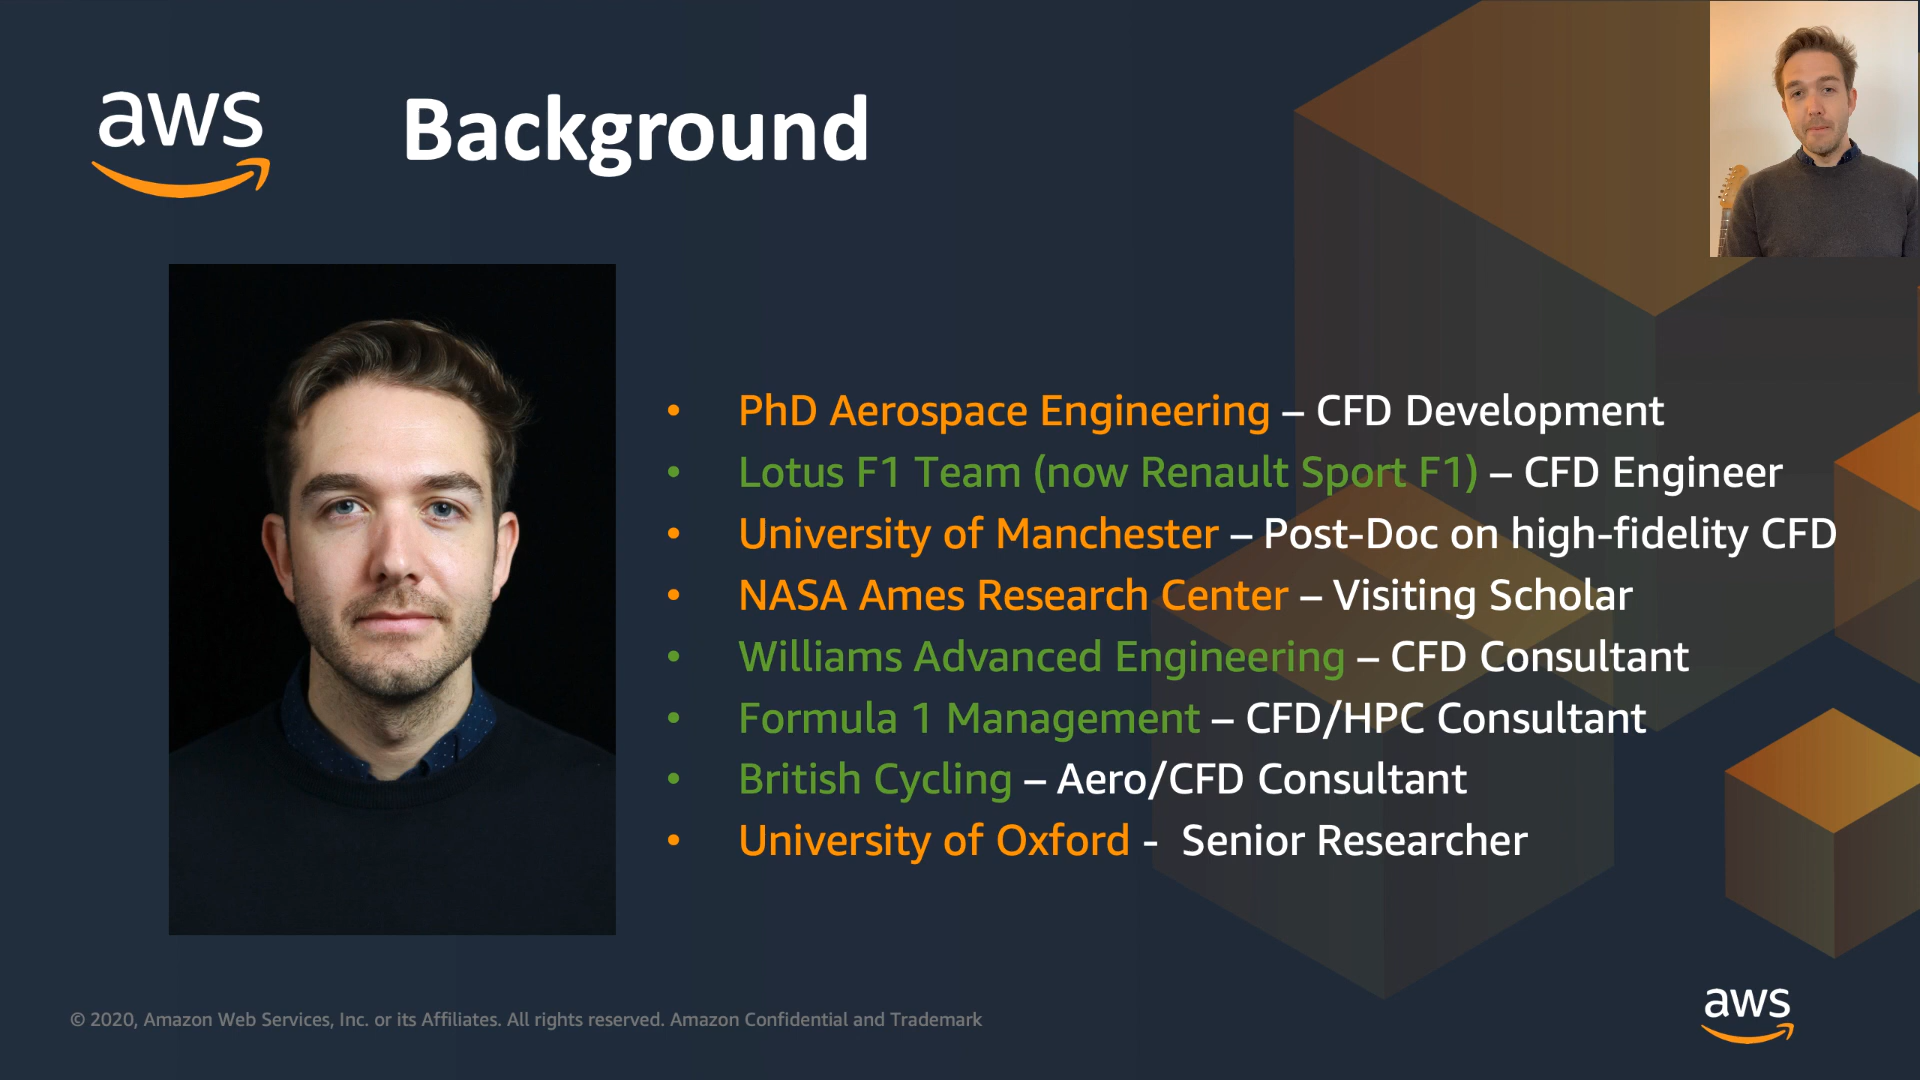 aws
Background
• PhD Aerospace Engineering – CFD Development
• Lotus F1 Team (now Renault Sport F1) – CFD Engineer
• University of Manchester – Post-Doc on high-fidelity CFD
• NASA Ames Research Center – Visiting Scholar
• Williams Advanced Engineering – CFD Consultant
• Formula 1 Management – CFD/HPC Consultant
• British Cycling – Aero/CFD Consultant
• University of Oxford - Senior Researcher
© 2020, Amazon Web Services, Inc. or its Affiliates. All rights reserved. Amazon Confidential and Trademark
aws